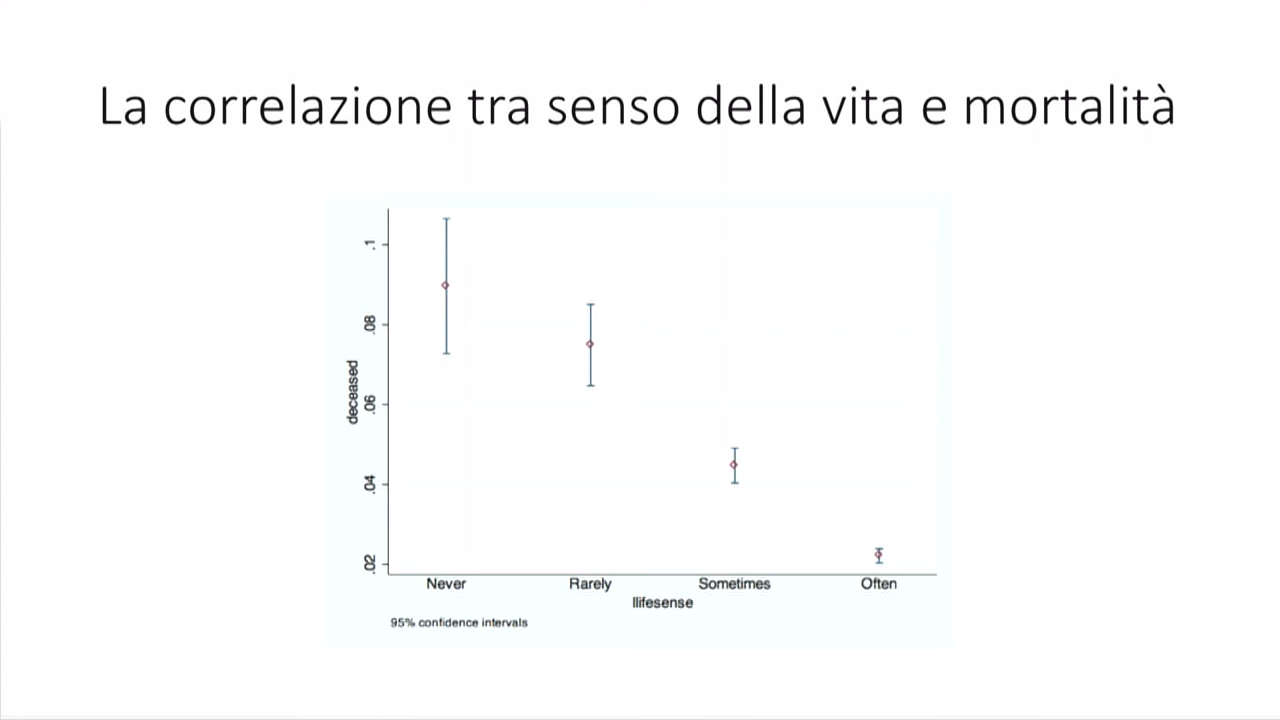 La correlazione tra senso della vita e mortalità
.1
.08
.06
.04
.02
deceased
Never Rarely Sometimes Often
llifesense
95% confidence intervals